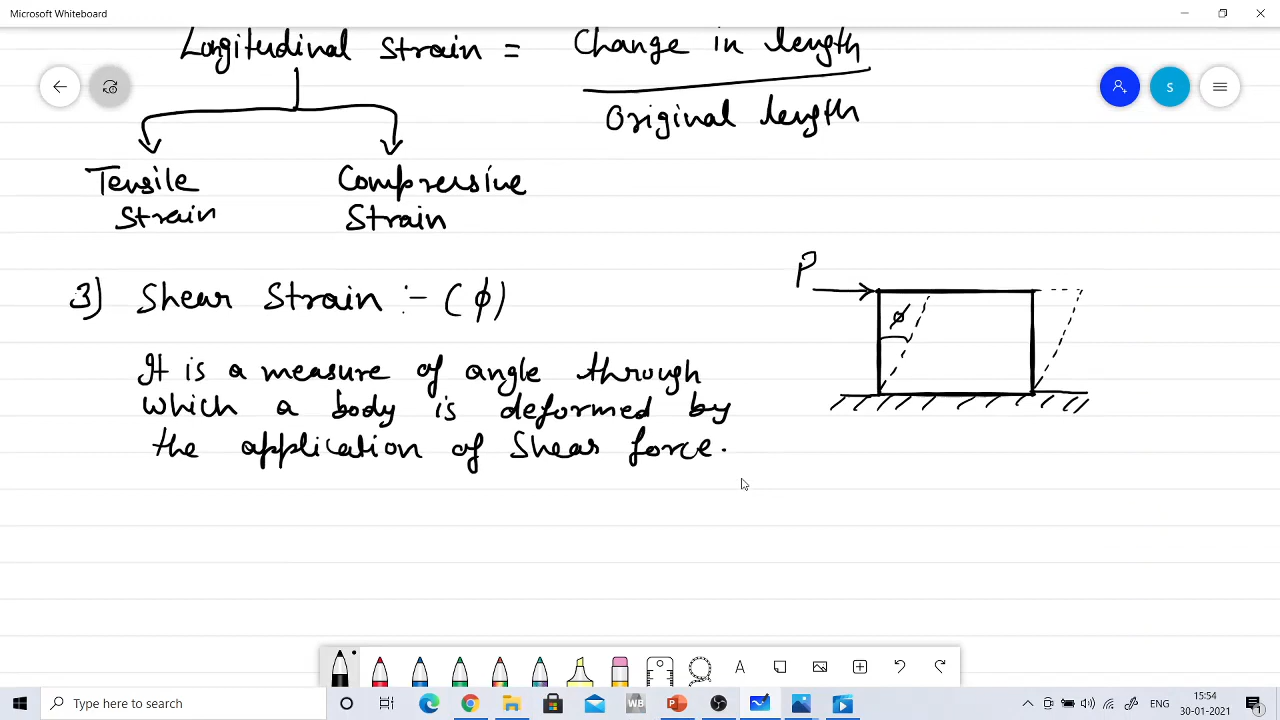 Microsoft Whiteboard
S
Longitudinal Strain = Change in length
Original length
Tensile
Strain
Compressive
Strain
P
3) Shear Strain :- (ϕ)
ϕ
It is a measure of angle through
which a body is deformed by
the application of Shear force.
A
Type here to search
WB
ENG
15:54
30-01-2021
1